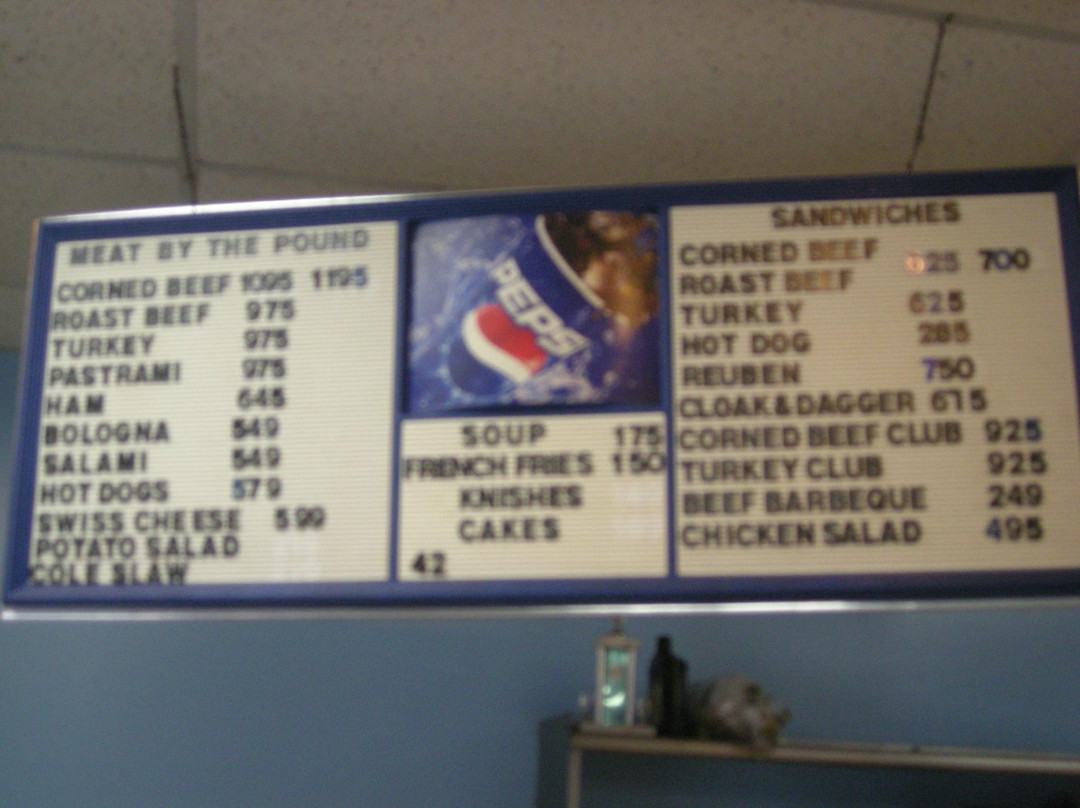 MEAT BY THE POUND
CORNED BEEF 1095 1195
ROAST BEEF 975
TURKEY 975
PASTRAMI 975
HAM 645
BOLOGNA 549
SALAMI 549
HOT DOGS 579
SWISS CHEESE 599
POTATO SALAD
COLE SLAW
PEPSI
SOUP 175
FRENCH FRIES 150
KNISHES
CAKES
42
SANDWICHES
CORNED BEEF 625 700
ROAST BEEF
TURKEY 625
HOT DOG 285
REUBEN 750
CLOAK & DAGGER 675
CORNED BEEF CLUB 925
TURKEY CLUB 925
BEEF BARBEQUE 249
CHICKEN SALAD 495